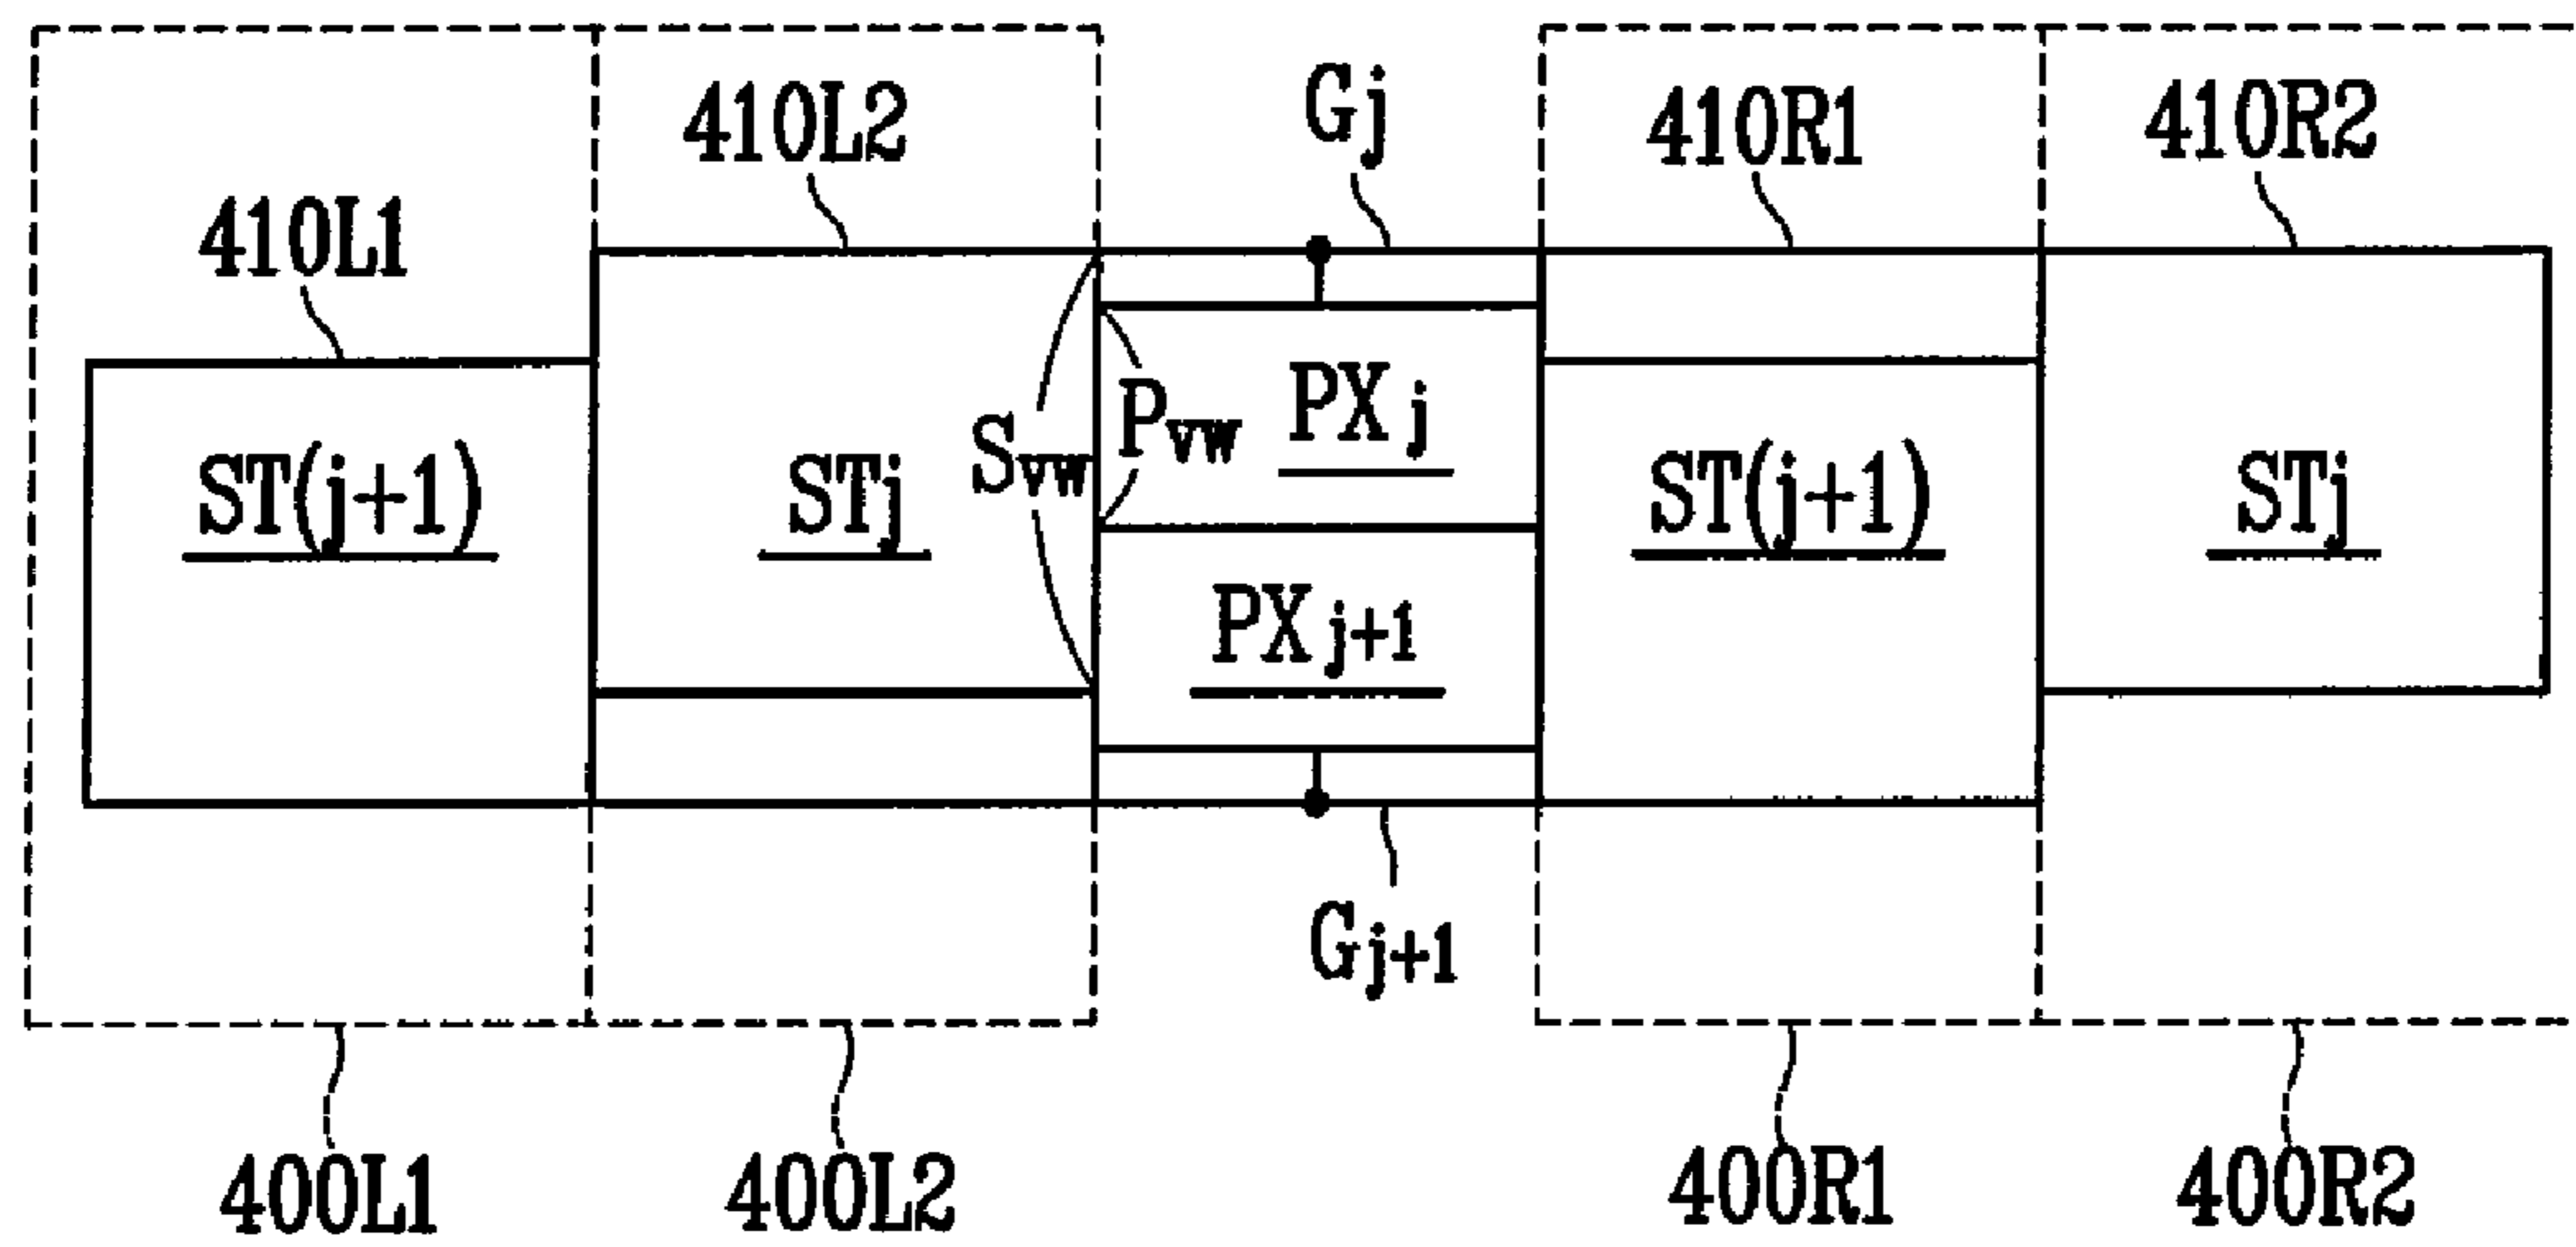 Gj
410L2 410R1 410R2
410L1
PXj
Svw Pvw
ST(j+1) STj ST(j+1) STj
PXj+1
Gj+1
400L1 400L2 400R1 400R2